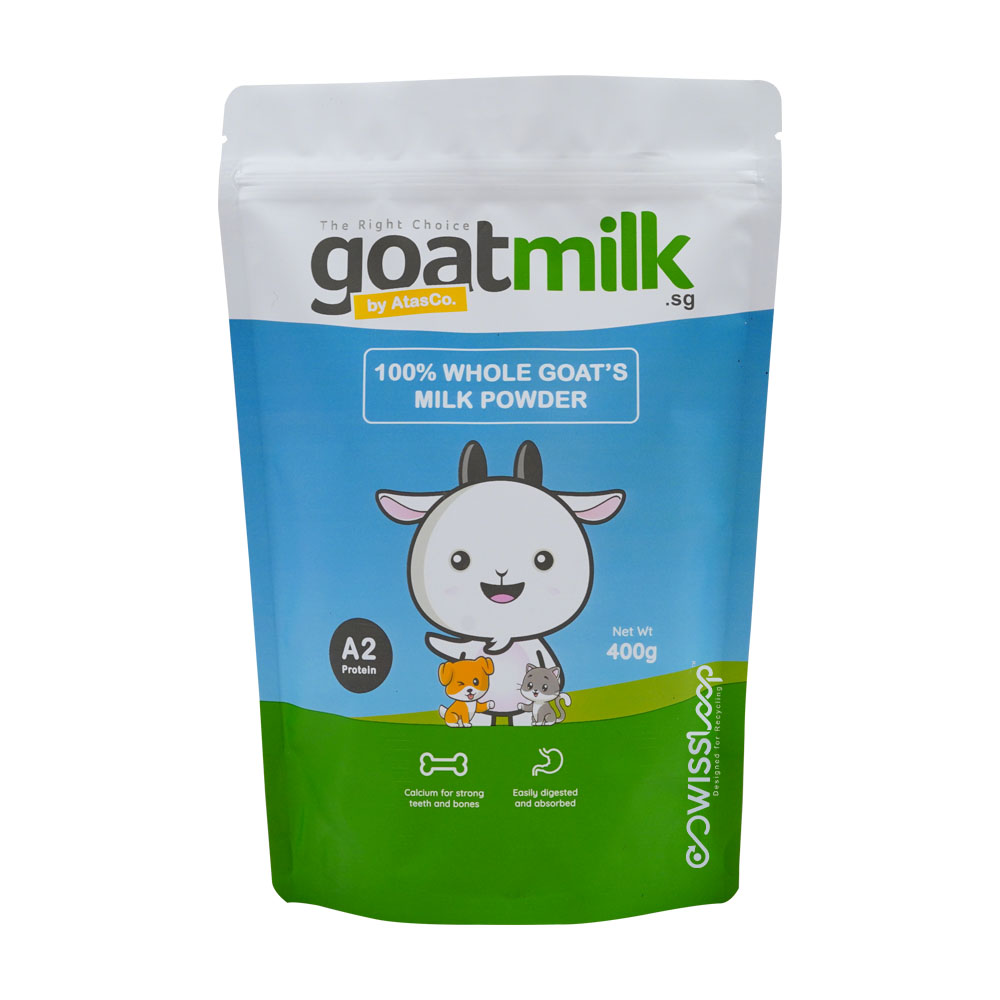 The Right Choice
goatmilk
by AtasCo.
.sg
100% WHOLE GOAT'S
MILK POWDER
A2
Protein
Net Wt
400g
Calcium for strong
teeth and bones
Easily digested
and absorbed
SWISSLOOP™
Designed for Recycling